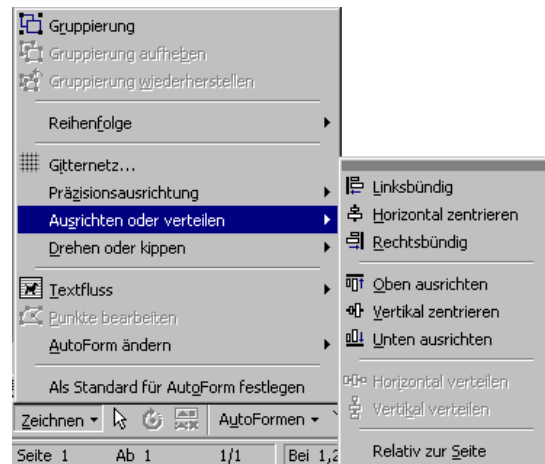 Gruppierung
Gruppierung aufheben
Gruppierung wiederherstellen
Reihenfolge
Gitternetz...
Präzisionsausrichtung
Ausrichten oder verteilen
Drehen oder kippen
Textfluss
Punkte bearbeiten
AutoForm ändern
Als Standard für AutoForm festlegen
Linksbündig
Horizontal zentrieren
Rechtsbündig
Oben ausrichten
Vertikal zentrieren
Unten ausrichten
Horizontal verteilen
Vertikal verteilen
Relativ zur Seite
Zeichnen AutoFormen
Seite 1 Ab 1 1/1 Bei 1,2